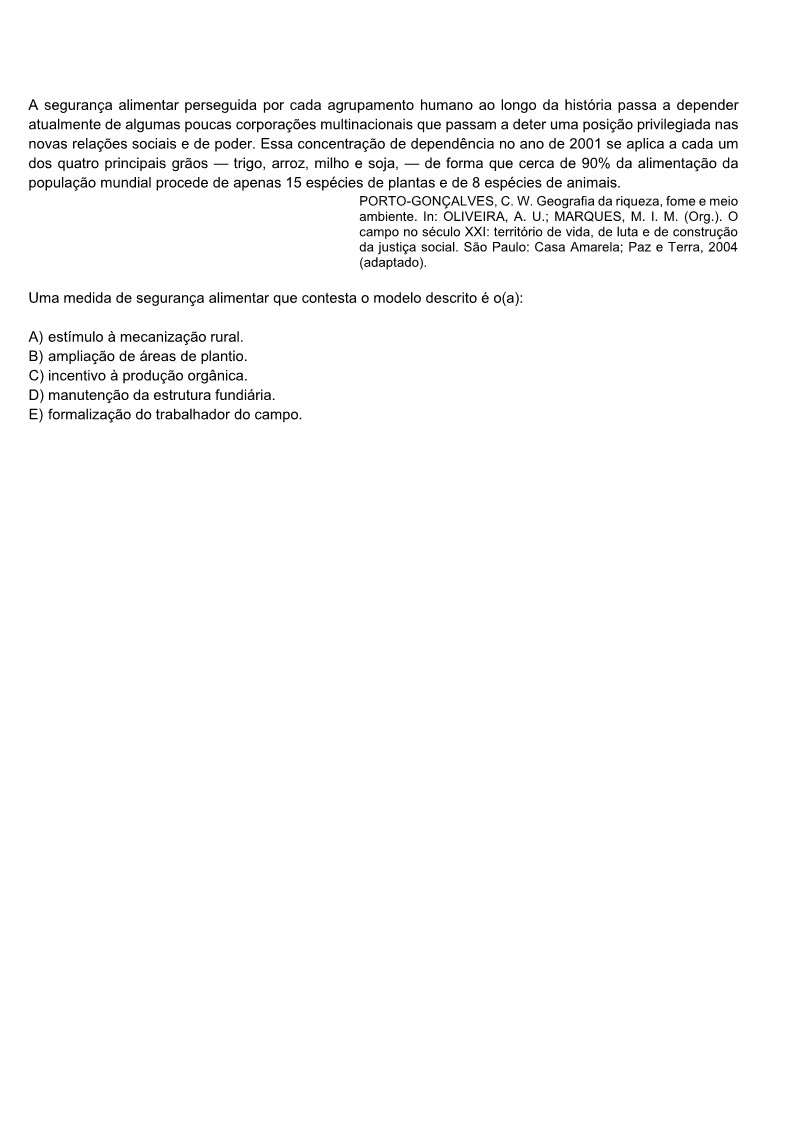 A segurança alimentar perseguida por cada agrupamento humano ao longo da história passa a depender
atualmente de algumas poucas corporações multinacionais que passam a deter uma posição privilegiada nas
novas relações sociais e de poder. Essa concentração de dependência no ano de 2001 se aplica a cada um
dos quatro principais grãos — trigo, arroz, milho e soja, — de forma que cerca de 90% da alimentação da
população mundial procede de apenas 15 espécies de plantas e de 8 espécies de animais.
PORTO-GONÇALVES, C. W. Geografia da riqueza, fome e meio
ambiente. In: OLIVEIRA, A. U.; MARQUES, M. I. M. (Org.). O
campo no século XXI: território de vida, de luta e de construção
da justiça social. São Paulo: Casa Amarela; Paz e Terra, 2004
(adaptado).
Uma medida de segurança alimentar que contesta o modelo descrito é o(a):
A) estímulo à mecanização rural.
B) ampliação de áreas de plantio.
C) incentivo à produção orgânica.
D) manutenção da estrutura fundiária.
E) formalização do trabalhador do campo.